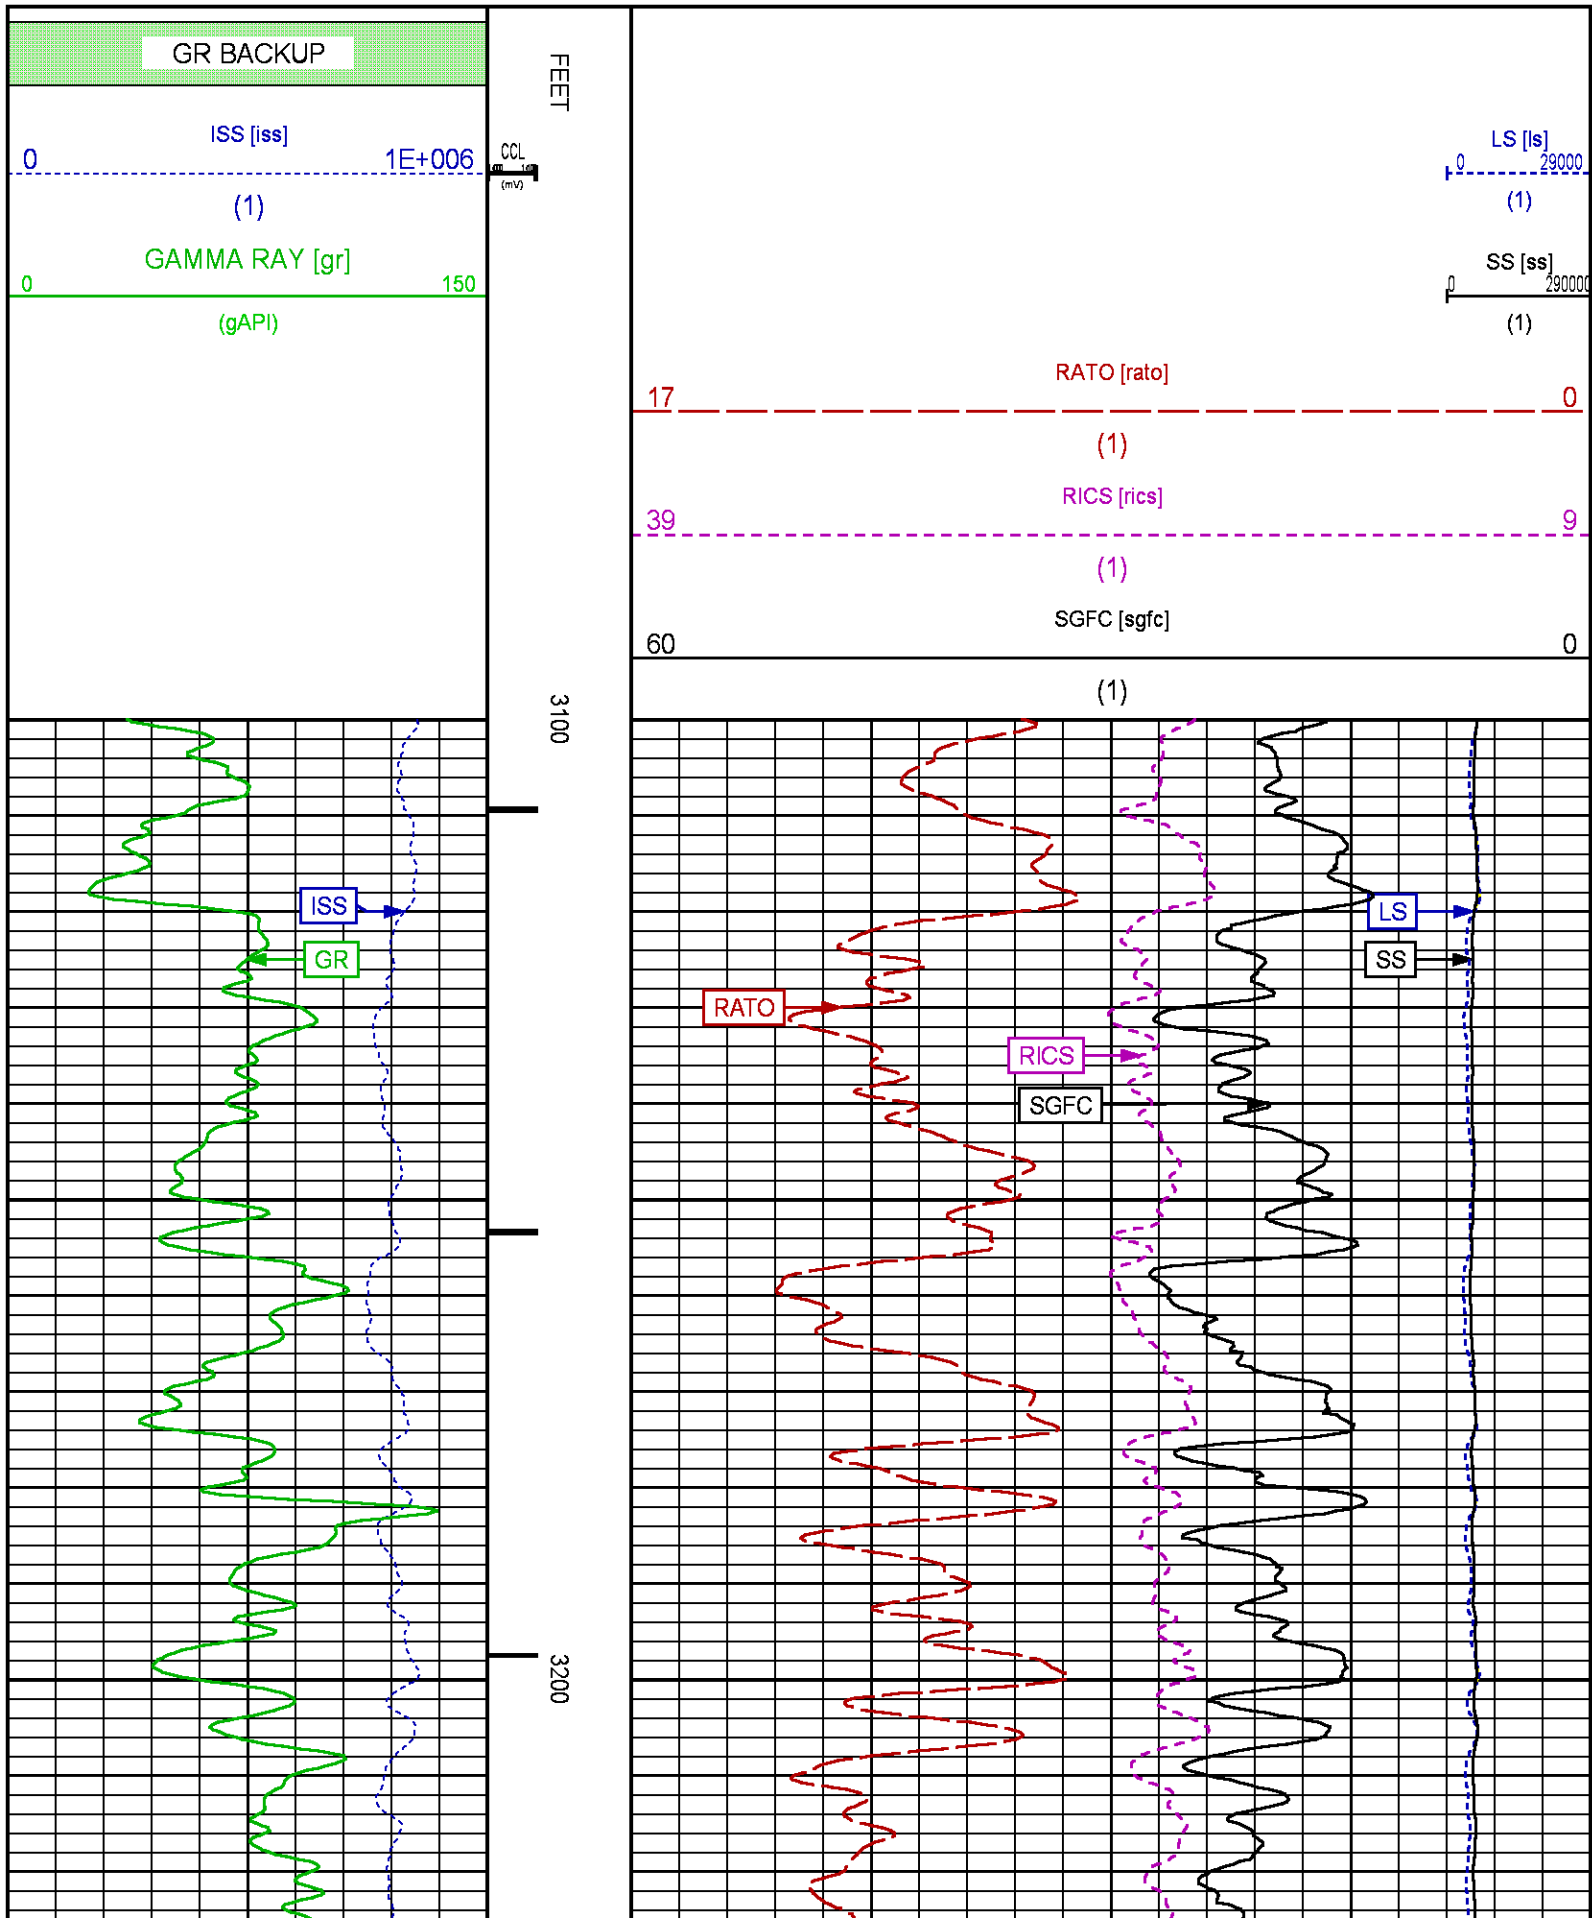 GR BACKUP
FEET
ISS [iss]
0 1E+006
(1)
CCL
(mV)
LS [ls]
0 29000
(1)
GAMMA RAY [gr]
0 150
(gAPI)
SS [ss]
0 290000
(1)
RATO [rato]
17 0
(1)
RICS [rics]
39 9
(1)
SGFC [sgfc]
60 0
(1)
3100
ISS
LS
GR
SS
RATO
RICS
SGFC
3200